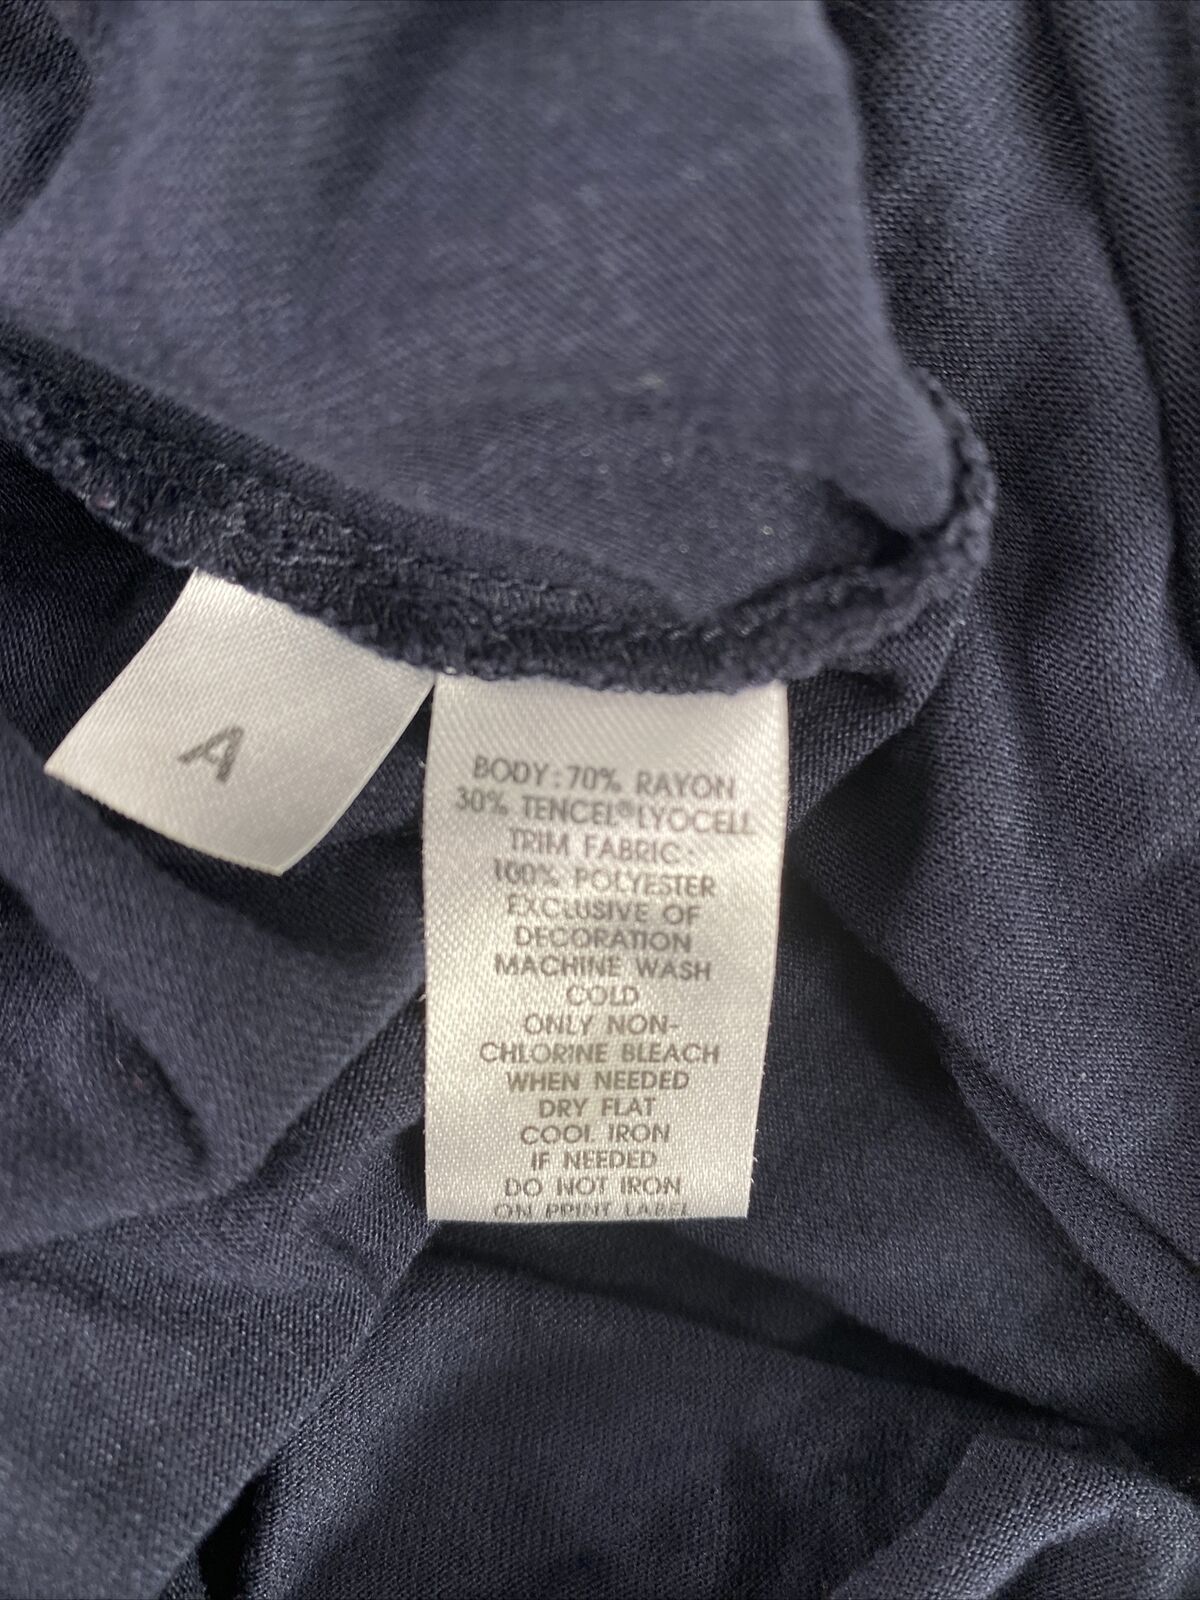 A
BODY: 70% RAYON
30% TENCEL®LYOCELL
TRIM FABRIC:
100% POLYESTER
EXCLUSIVE OF
DECORATION
MACHINE WASH
COLD
ONLY NON-
CHLORINE BLEACH
WHEN NEEDED
DRY FLAT
COOL IRON
IF NEEDED
DO NOT IRON
ON PRINT LABEL